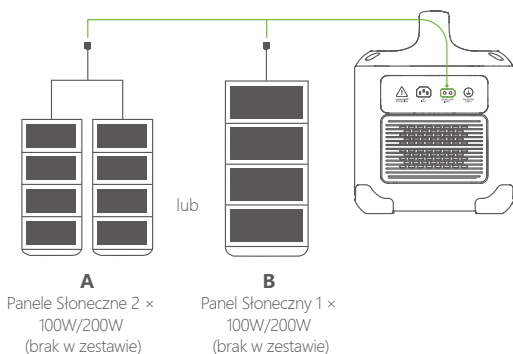 lub
A
Panele Słoneczne 2 ×
100W/200W
(brak w zestawie)
B
Panel Słoneczny 1 ×
100W/200W
(brak w zestawie)